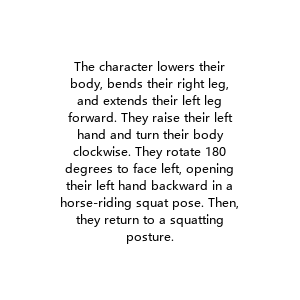 The character lowers their
body, bends their right leg,
and extends their left leg
forward. They raise their left
hand and turn their body
clockwise. They rotate 180
degrees to face left, opening
their left hand backward in a
horse-riding squat pose. Then,
they return to a squatting
posture.